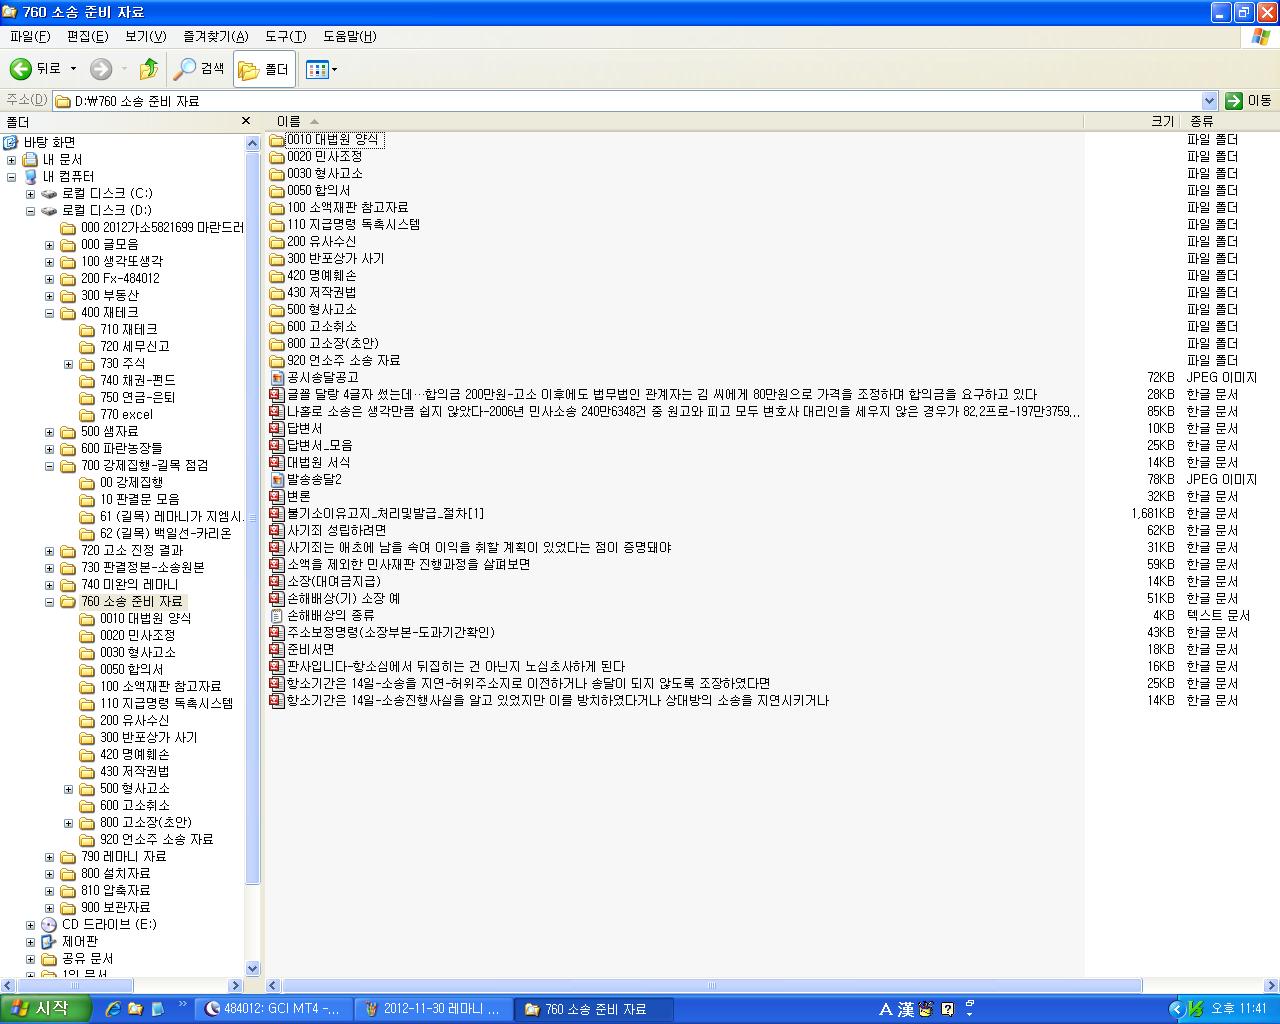 760 소송 준비 자료
파일(F) 편집(E) 보기(V) 즐겨찾기(A) 도구(T) 도움말(H)
뒤로 검색 폴더
주소(D) D:\760 소송 준비 자료 이동
폴더
바탕 화면
내 문서
내 컴퓨터
로컬 디스크 (C:)
로컬 디스크 (D:)
000 2012가소5821699 마란드러
000 글모음
100 생각또생각
200 Fx-484012
300 부동산
400 재테크
710 재테크
720 세무신고
730 주식
740 채권-펀드
750 연금-은퇴
770 excel
500 샘자료
600 파란농장들
700 강제집행-길목 점검
00 강제집행
10 판결문 모음
61 (길목) 레마니가 지엠시.
62 (길목) 백일선-카리온
720 고소 진정 결과
730 판결정본-소송원본
740 미완의 레마니
760 소송 준비 자료
0010 대법원 양식
0020 민사조정
0030 형사고소
0050 합의서
100 소액재판 참고자료
110 지급명령 독촉시스템
200 유사수신
300 반포상가 사기
420 명예훼손
430 저작권법
500 형사고소
600 고소취소
800 고소장(초안)
920 언소주 소송 자료
790 레마니 자료
800 설치자료
810 압축자료
900 보관자료
CD 드라이브 (E:)
제어판
공유 문서
1의 문서
이름 크기 종류
0010 대법원 양식 파일 폴더
0020 민사조정 파일 폴더
0030 형사고소 파일 폴더
0050 합의서 파일 폴더
100 소액재판 참고자료 파일 폴더
110 지급명령 독촉시스템 파일 폴더
200 유사수신 파일 폴더
300 반포상가 사기 파일 폴더
420 명예훼손 파일 폴더
430 저작권법 파일 폴더
500 형사고소 파일 폴더
600 고소취소 파일 폴더
800 고소장(초안) 파일 폴더
920 언소주 소송 자료 파일 폴더
공시송달공고 72KB JPEG 이미지
글쓸 달랑 4글자 썼는데…합의금 200만원-고소 이후에도 법무법인 관계자는 김 씨에게 80만원으로 가격을 조정하며 합의금을 요구하고 있다 28KB 한글 문서
나홀로 소송은 생각만큼 쉽지 않았다-2006년 민사소송 240만6348건 중 원고와 피고 모두 변호사 대리인을 세우지 않은 경우가 82,2프로-197만3759... 85KB 한글 문서
답변서 10KB 한글 문서
답변서_모음 25KB 한글 문서
대법원 서식 14KB 한글 문서
발송송달2 78KB JPEG 이미지
변론 32KB 한글 문서
불기소이유고지_처리및발급_절차[1] 1,681KB 한글 문서
사기죄 성립하려면 62KB 한글 문서
사기죄는 애초에 남을 속여 이익을 취할 계획이 있었다는 점이 증명돼야 31KB 한글 문서
소액을 제외한 민사재판 진행과정을 살펴보면 59KB 한글 문서
소장(대여금지급) 14KB 한글 문서
손해배상(기) 소장 예 51KB 한글 문서
손해배상의 종류 4KB 텍스트 문서
주소보정명령(소장부본-도과기간확인) 43KB 한글 문서
준비서면 18KB 한글 문서
판사입니다-항소심에서 뒤집히는 건 아닌지 노심초사하게 된다 16KB 한글 문서
항소기간은 14일-소송을 지연-허위주소지로 이전하거나 송달이 되지 않도록 조장하였다면 25KB 한글 문서
항소기간은 14일-소송진행사실을 알고 있었지만 이를 방치하였다거나 상대방의 소송을 지연시키거나 14KB 한글 문서
시작 484012: GCI MT4 -... 2012-11-30 레마니 ... 760 소송 준비 자료 A 漢 오후 11:41